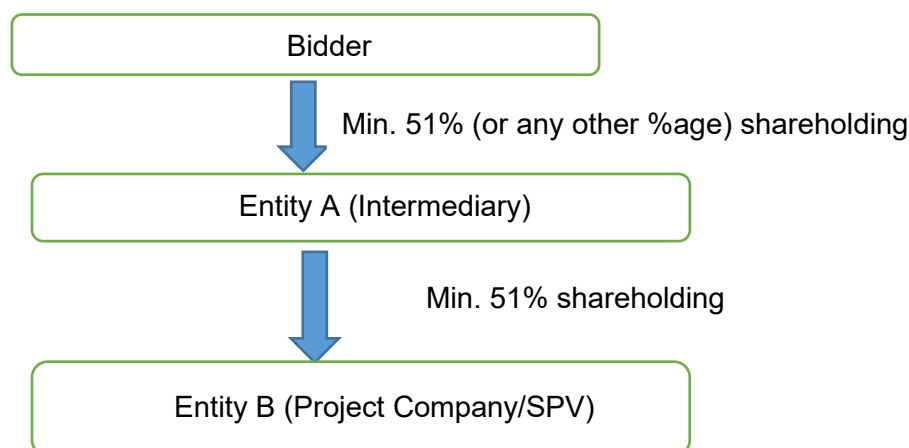 Bidder
Min. 51% (or any other %age) shareholding
Entity A (Intermediary)
Min. 51% shareholding
Entity B (Project Company/SPV)